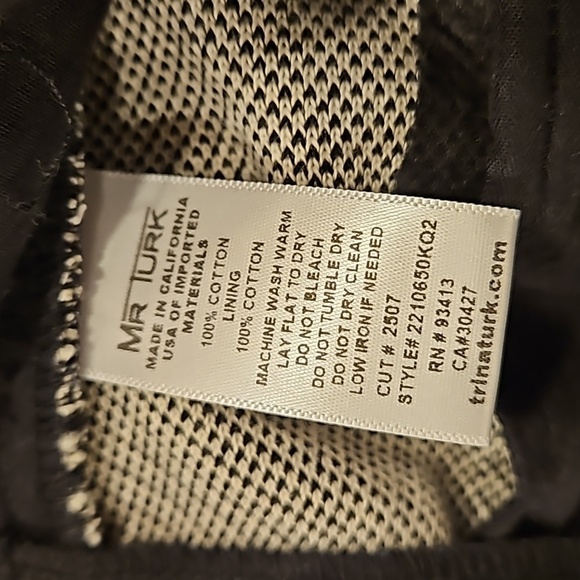 MR TURK
MADE IN CALIFORNIA
USA OF IMPORTED
MATERIALS
100% COTTON
LINING
100% COTTON
MACHINE WASH WARM
LAY FLAT TO DRY
DO NOT BLEACH
DO NOT TUMBLE DRY
DO NOT DRY CLEAN
LOW IRON IF NEEDED
CUT # 2507
STYLE# 2210650KQ2
RN # 93413
CA#30427
trinaturk.com